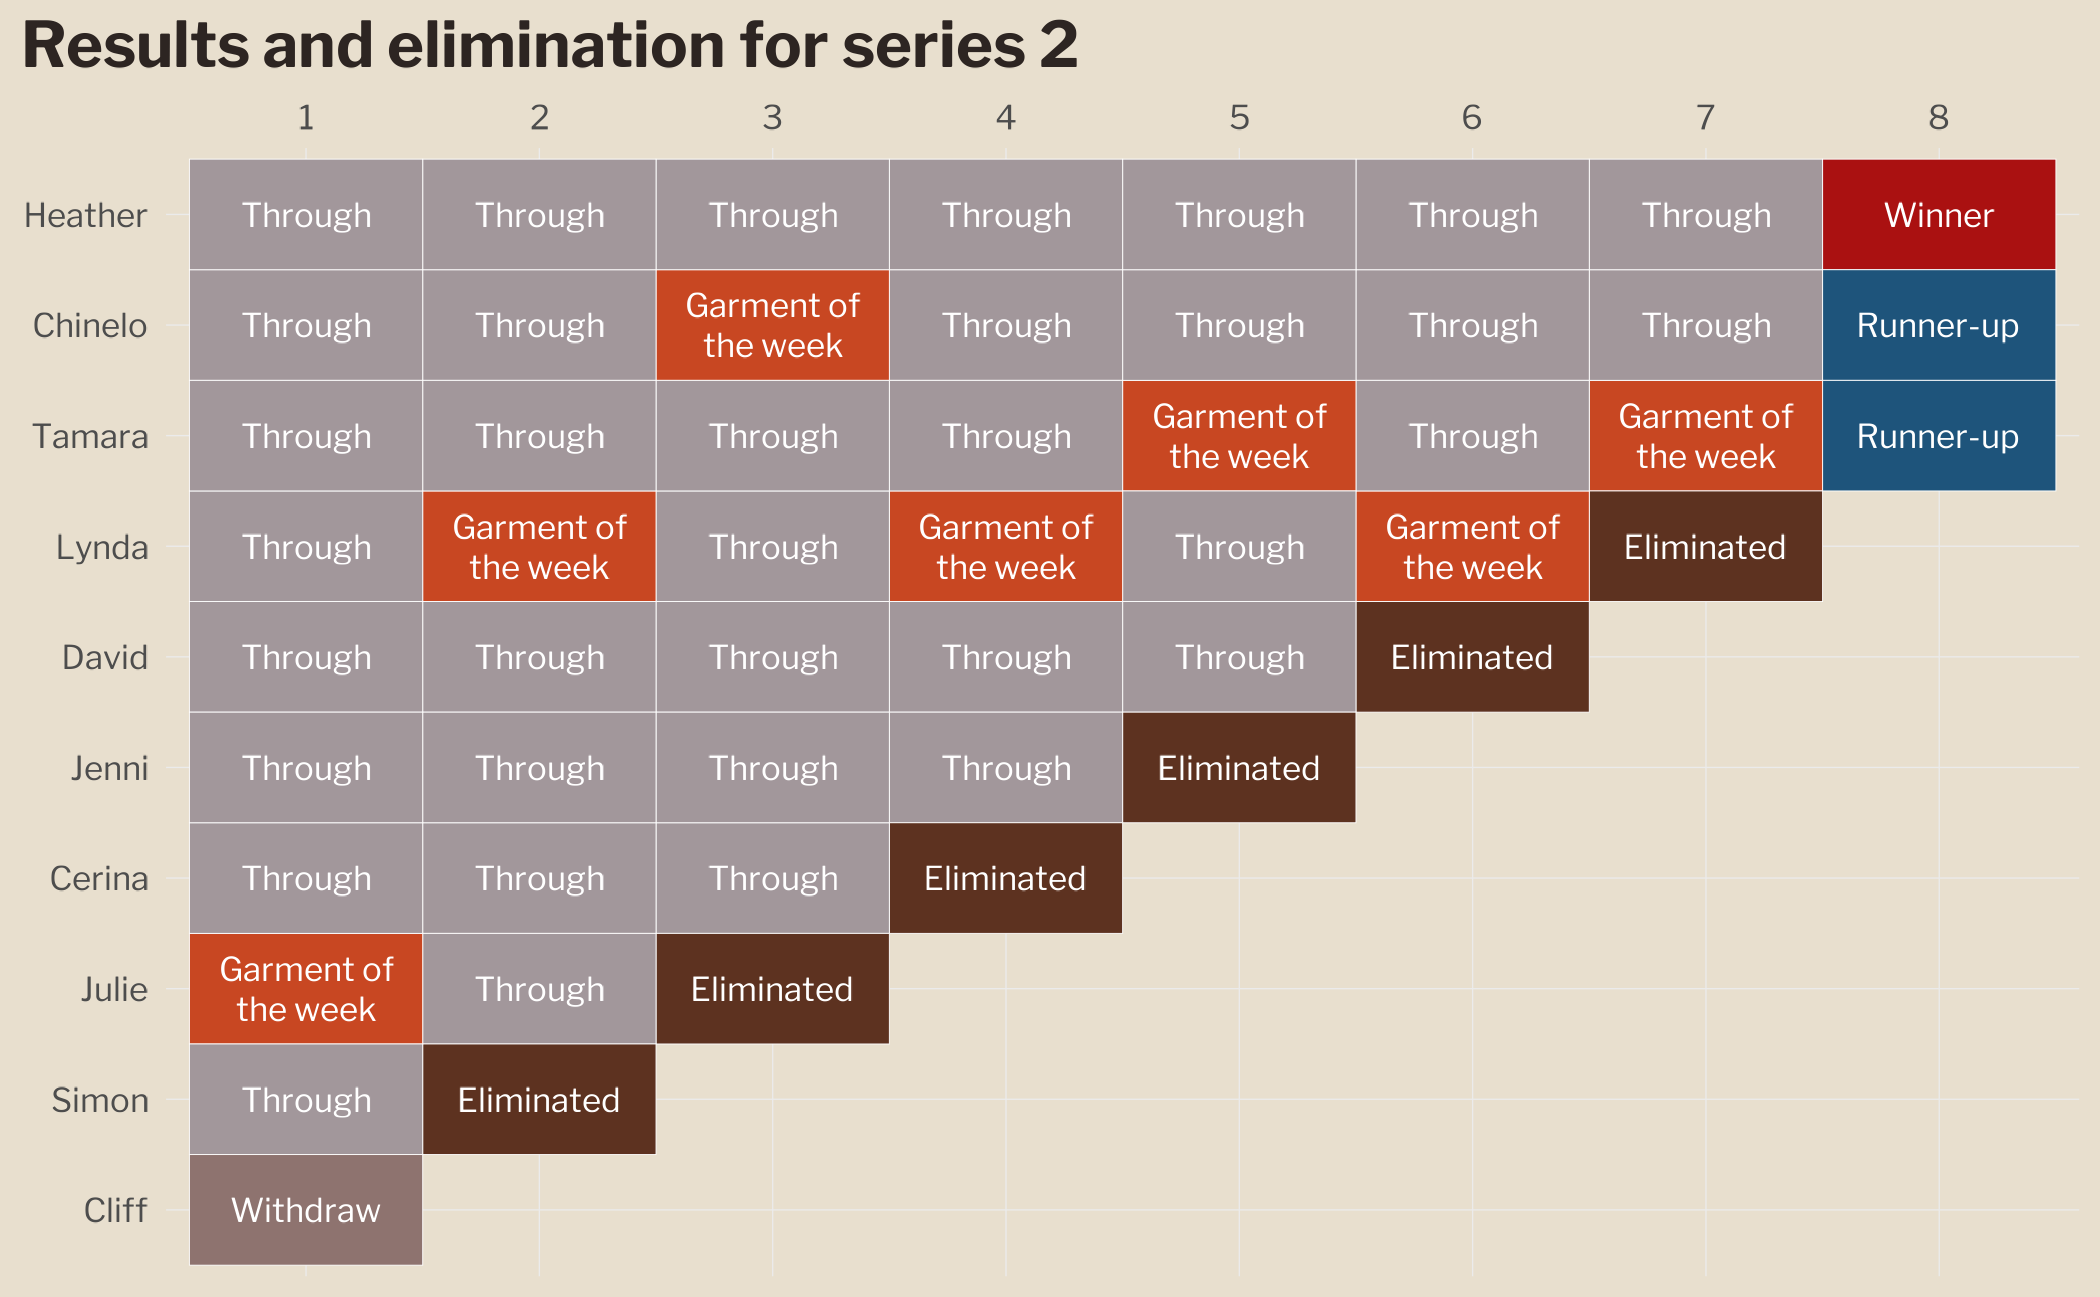 Results and elimination for series 2
1 2 3 4 5 6 7 8
Heather Through Through Through Through Through Through Through Winner
Chinelo Through Through Garment of the week Through Through Through Through Runner-up
Tamara Through Through Through Through Garment of the week Through Garment of the week Runner-up
Lynda Through Garment of the week Through Garment of the week Through Garment of the week Eliminated
David Through Through Through Through Through Eliminated
Jenni Through Through Through Through Eliminated
Cerina Through Through Through Eliminated
Julie Garment of the week Through Eliminated
Simon Through Eliminated
Cliff Withdraw